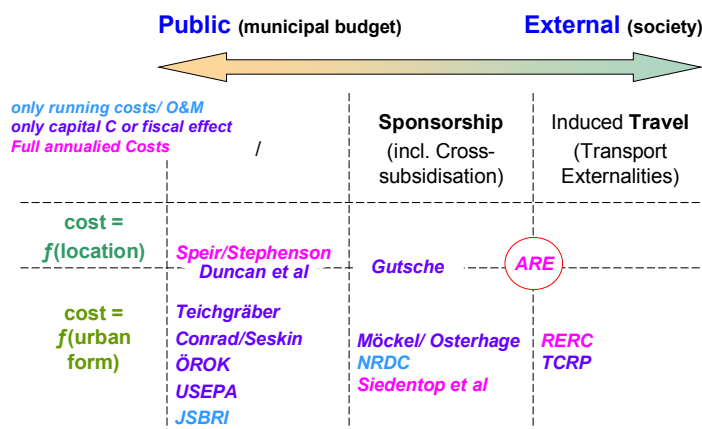 Public (municipal budget) External (society)
only running costs/ O&M
only capital C or fiscal effect
Full annualied Costs
/
Sponsorship
(incl. Cross-
subsidisation)
Induced Travel
(Transport
Externalities)
cost =
ƒ(location)
Speir/Stephenson
Duncan et al
Gutsche
ARE
cost =
ƒ(urban
form)
Teichgräber
Conrad/Seskin
ÖROK
USEPA
JSBRI
Möckel/ Osterhage
NRDC
Siedentop et al
RERC
TCRP